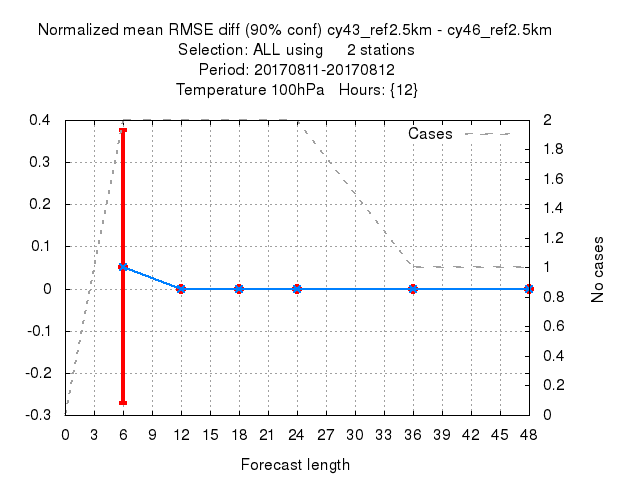 Normalized mean RMSE diff (90% conf) cy43_ref2.5km - cy46_ref2.5km
Selection: ALL using 2 stations
Period: 20170811-20170812
Temperature 100hPa Hours: {12}
Cases
0.4
0.3
0.2
0.1
0
-0.1
-0.2
-0.3
2
1.8
1.6
1.4
1.2
1
0.8
0.6
0.4
0.2
0
No cases
0 3 6 9 12 15 18 21 24 27 30 33 36 39 42 45 48
Forecast length